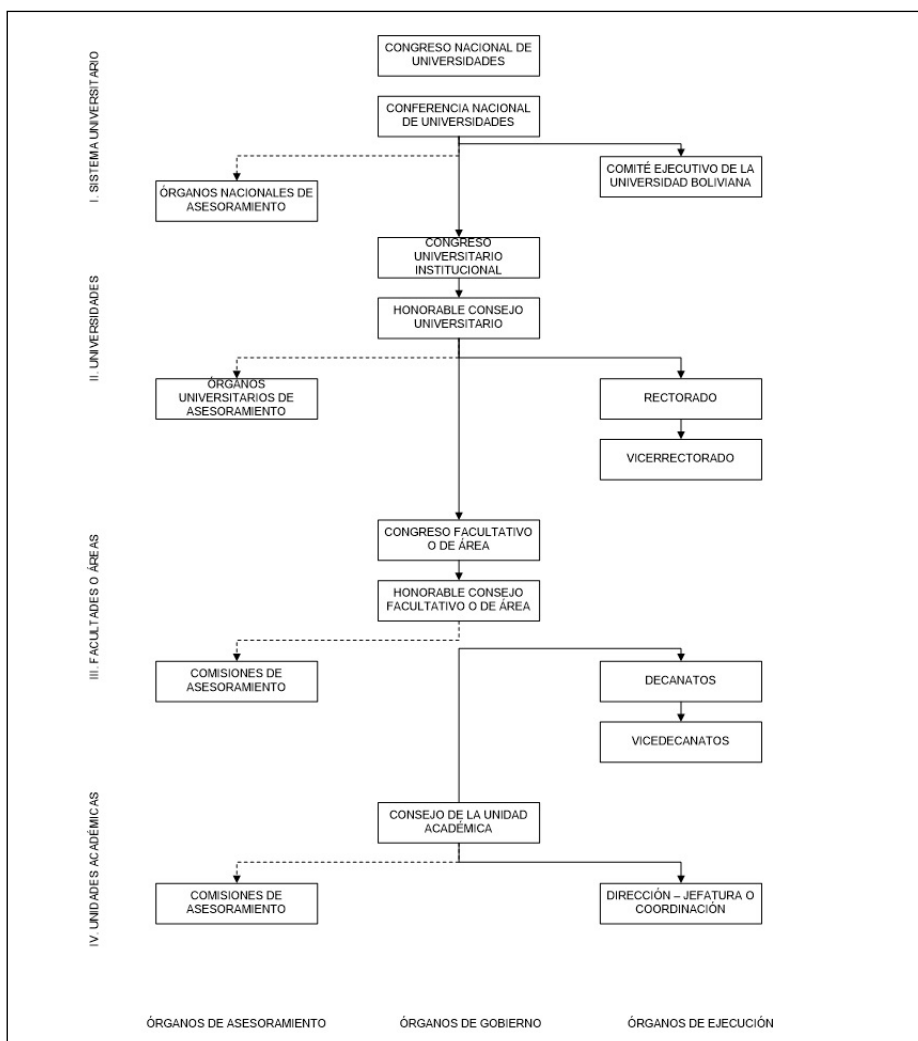 I. SISTEMA UNIVERSITARIO
CONGRESO NACIONAL DE
UNIVERSIDADES
CONFERENCIA NACIONAL
DE UNIVERSIDADES
ÓRGANOS NACIONALES DE
ASESORAMIENTO
COMITÉ EJECUTIVO DE LA
UNIVERSIDAD BOLIVIANA
II. UNIVERSIDADES
CONGRESO
UNIVERSITARIO
INSTITUCIONAL
HONORABLE CONSEJO
UNIVERSITARIO
ÓRGANOS
UNIVERSITARIOS DE
ASESORAMIENTO
RECTORADO
VICERRECTORADO
III. FACULTADES O ÁREAS
CONGRESO FACULTATIVO
O DE ÁREA
HONORABLE CONSEJO
FACULTATIVO O DE ÁREA
COMISIONES DE
ASESORAMIENTO
DECANATOS
VICEDECANATOS
IV. UNIDADES ACADÉMICAS
CONSEJO DE LA UNIDAD
ACADÉMICA
COMISIONES DE
ASESORAMIENTO
DIRECCIÓN – JEFATURA O
COORDINACIÓN
ÓRGANOS DE ASESORAMIENTO
ÓRGANOS DE GOBIERNO
ÓRGANOS DE EJECUCIÓN